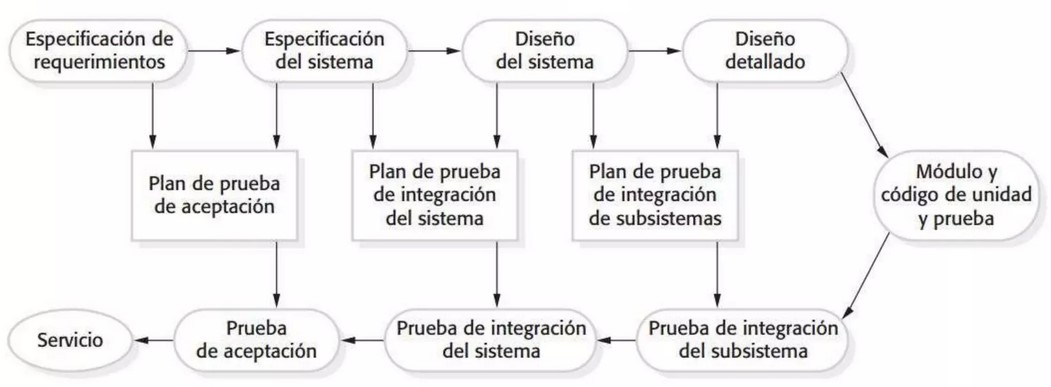 Especificación de
requerimientos
Especificación
del sistema
Diseño
del sistema
Diseño
detallado
Plan de prueba
de aceptación
Plan de prueba
de integración
del sistema
Plan de prueba
de integración
de subsistemas
Módulo y
código de unidad
y prueba
Servicio
Prueba
de aceptación
Prueba de integración
del sistema
Prueba de integración
del subsistema